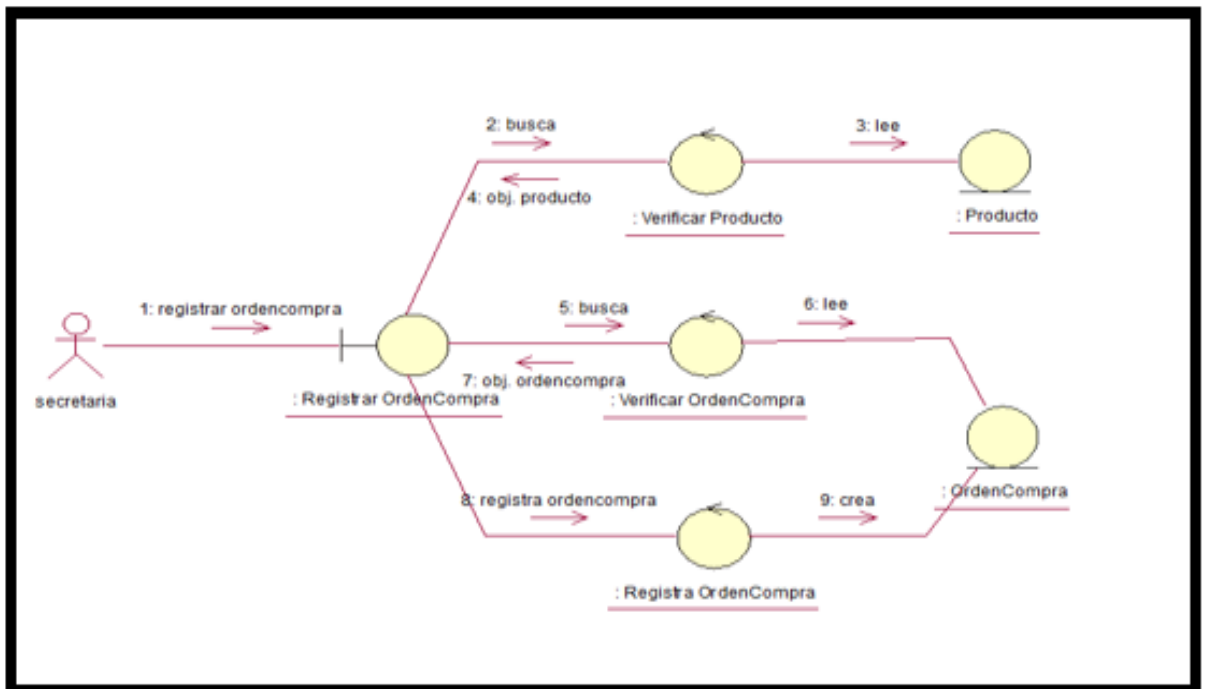 2: busca
3: lee
4: obj. producto
: Verificar Producto
: Producto
1: registrar ordencompra
5: busca
6: lee
7: obj. ordencompra
secretaria
: Registrar OrdenCompra
: Verificar OrdenCompra
8: registra ordencompra
9: crea
: OrdenCompra
: Registra OrdenCompra